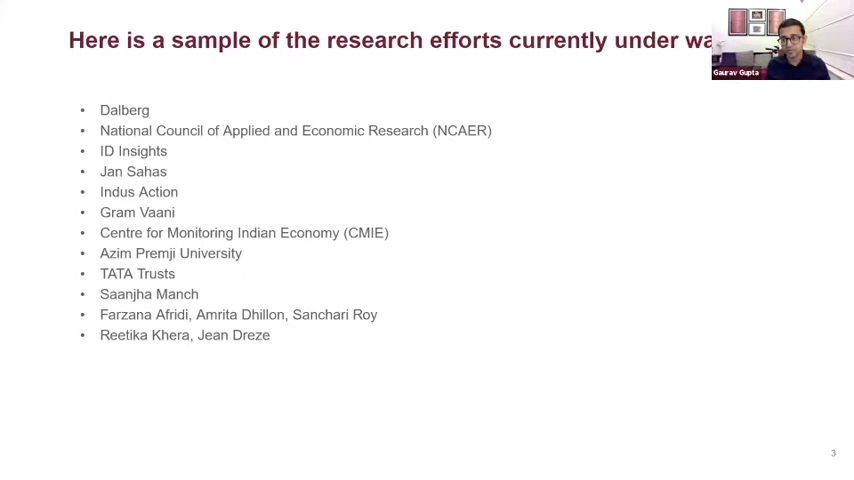 Here is a sample of the research efforts currently under wa
Gaurav Gupta
• Dalberg
• National Council of Applied and Economic Research (NCAER)
• ID Insights
• Jan Sahas
• Indus Action
• Gram Vaani
• Centre for Monitoring Indian Economy (CMIE)
• Azim Premji University
• TATA Trusts
• Saanjha Manch
• Farzana Afridi, Amrita Dhillon, Sanchari Roy
• Reetika Khera, Jean Dreze
3